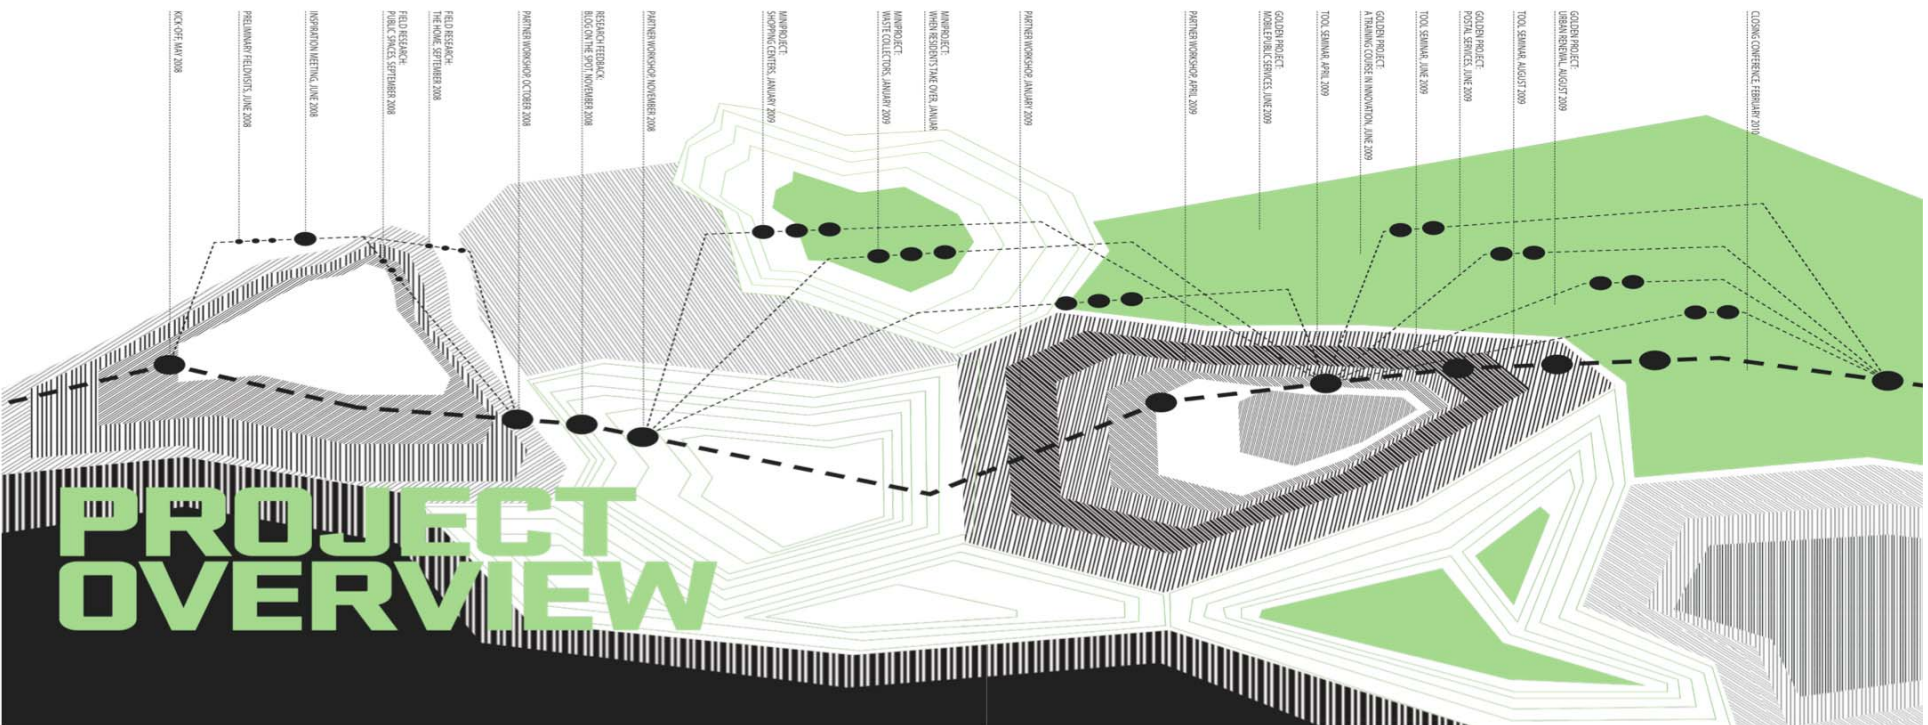 KICK-OFF, MAY 2008
PRELIMINARY FIELDVISITS, JUNE 2008
INSPIRATION MEETING, JUNE 2008
FIELD RESEARCH:
PUBLIC SPACES, SEPTEMBER 2008
FIELD RESEARCH:
THE HOME, SEPTEMBER 2008
PARTNER WORKSHOP, OCTOBER 2008
RESEARCH FEEDBACK:
BLOG ON THE SPOT, NOVEMBER 2008
PARTNER WORKSHOP, NOVEMBER 2008
MINIPROJECT:
SHOPPING CENTERS, JANUARY 2009
MINIPROJECT:
WASTE COLLECTORS, JANUARY 2009
MINIPROJECT:
WHEN RESIDENTS TAKE OVER, JANUAR
PARTNER WORKSHOP, JANUARY 2009
PARTNER WORKSHOP, APRIL 2009
GOLDEN PROJECT:
MOBILE PUBLIC SERVICES, JUNE 2009
TOOL SEMINAR, APRIL 2009
GOLDEN PROJECT:
A TRAINING COURSE IN INNOVATION, JUNE 2009
TOOL SEMINAR, JUNE 2009
GOLDEN PROJECT:
POSTAL SERVICES, JUNE 2009
TOOL SEMINAR, AUGUST 2009
GOLDEN PROJECT:
URBAN RENEWAL, AUGUST 2009
CLOSING CONFERENCE, FEBRUARY 2010
PROJECT
OVERVIEW